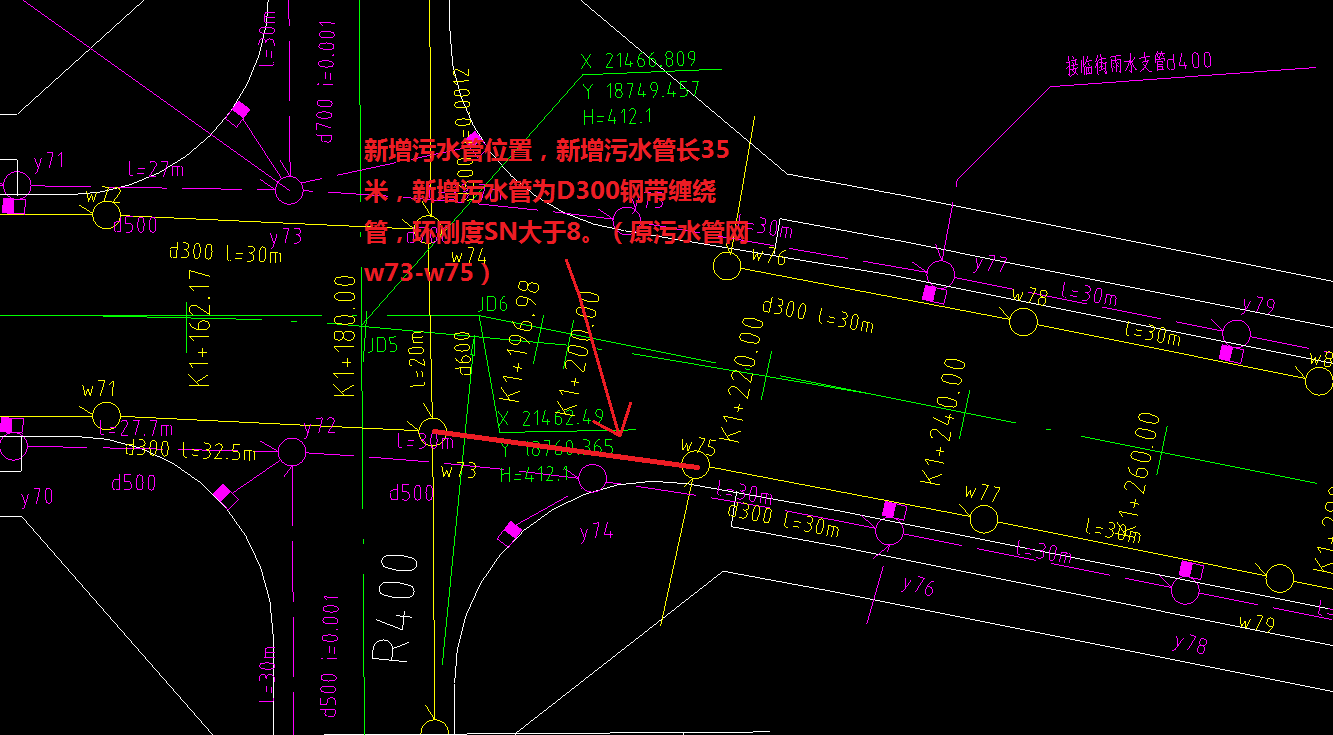 l=30m
d700 i=0.001
X 21466.809
Y 18749.457
H=412.1
接临街雨水支管d400
新增污水管位置，新增污水管长35
米，新增污水管为D300钢带缠绕
管，环刚度SN大于8。（原污水管网
w73-w75）
y71
l=27m
w72
d500
y73
d300 l=30m
w74
l=30m
w76
y77
l=30m
w78
y79
d300 l=30m
l=30m
K1+162.17
K1+180.00
JD6
JD5
l=20m
d600
K1+196.98
K1+200.00
K1+220.00
K1+240.00
K1+260.00
w71
l=27.7m
d300 l=32.5m
y72
l=30m
X 21462.49
Y 18760.365
H=412.1
w73
w75
y70
d500
d500
y74
l=30m
d300 l=30m
w77
l=30m
l=30m
y76
w79
y78
R400
l=30m
d500 i=0.001